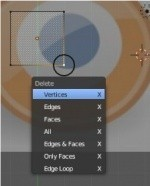 Delete
Vertices X
Edges X
Faces X
All X
Edges & Faces X
Only Faces X
Edge Loop X